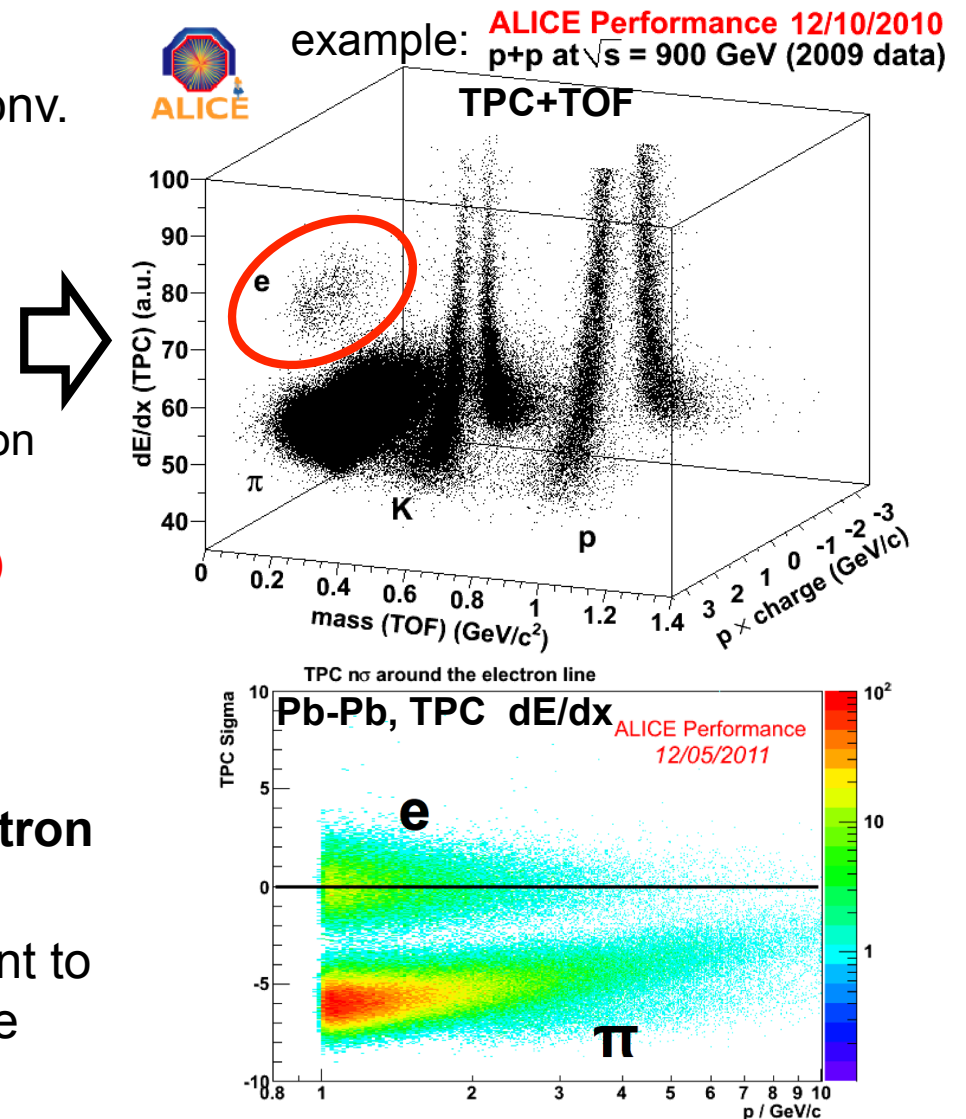 onv.
on
)
tron
nt to
e
ALICE
example:
ALICE Performance 12/10/2010
p+p at √s = 900 GeV (2009 data)
TPC+TOF
dE/dx (TPC) (a.u.)
100
90
80
70
60
50
40
e
π
K
p
0 0.2 0.4 0.6 0.8 1 1.2 1.4
mass (TOF) (GeV/c²)
3 2 1 0 -1 -2 -3
p × charge (GeV/c)
TPC nσ around the electron line
Pb-Pb, TPC dE/dx
ALICE Performance
12/05/2011
TPC Sigma
10
5
0
-5
-10
e
π
0.8 1 2 3 4 5 6 7 8 9 10
p / GeV/c
10²
10
1